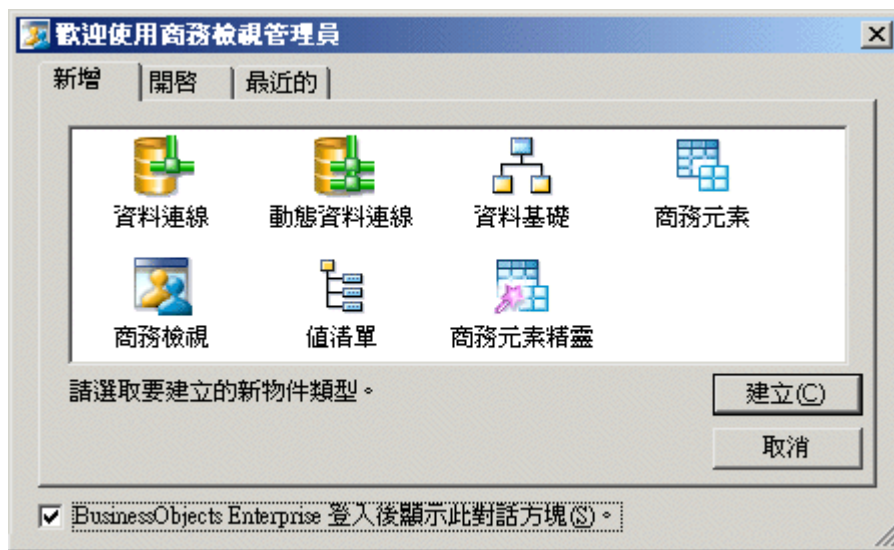 歡迎使用商務檢視管理員
新增 開啓 最近的
資料連線 動態資料連線 資料基礎 商務元素
商務檢視 值清單 商務元素精靈
請選取要建立的新物件類型。
建立(C)
取消
BusinessObjects Enterprise 登入後顯示此對話方塊(S)。